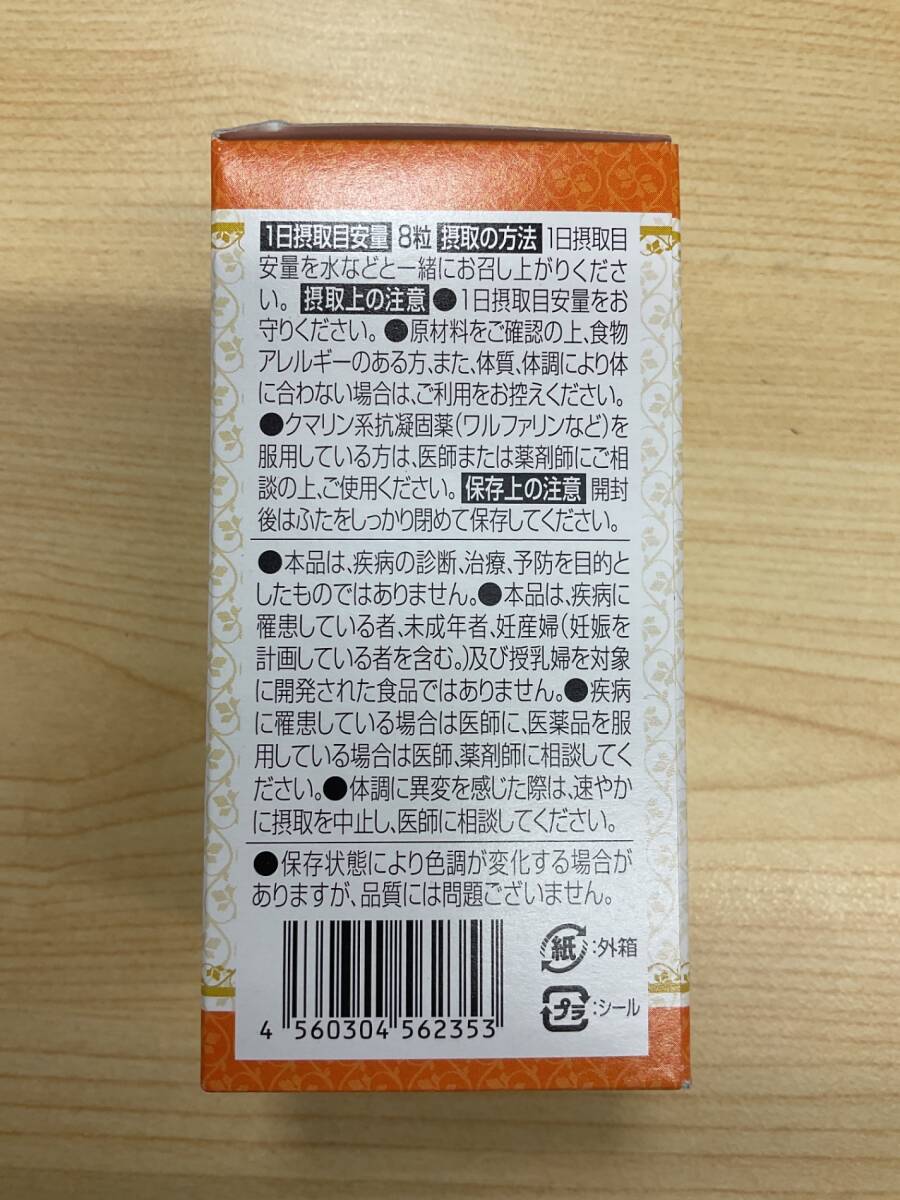 1日摂取目安量 8粒 摂取の方法 1日摂取目
安量を水などと一緒にお召し上がりくださ
い。 摂取上の注意 ●1日摂取目安量をお
守りください。●原材料をご確認の上、食物
アレルギーのある方、また、体質、体調により体
に合わない場合は、ご利用をお控えください。
●クマリン系抗凝固薬(ワルファリンなど)を
服用している方は、医師または薬剤師にご相
談の上、ご使用ください。 保存上の注意 開封
後はふたをしっかり閉めて保存してください。
●本品は、疾病の診断、治療、予防を目的と
したものではありません。●本品は、疾病に
罹患している者、未成年者、妊産婦(妊娠を
計画している者を含む。)及び授乳婦を対象
に開発された食品ではありません。●疾病
に罹患している場合は医師に、医薬品を服
用している場合は医師、薬剤師に相談してく
ださい。●体調に異変を感じた際は、速やか
に摂取を中止し、医師に相談してください。
●保存状態により色調が変化する場合が
ありますが、品質には問題ございません。
紙:外箱
プラ:シール
4 560304 562353